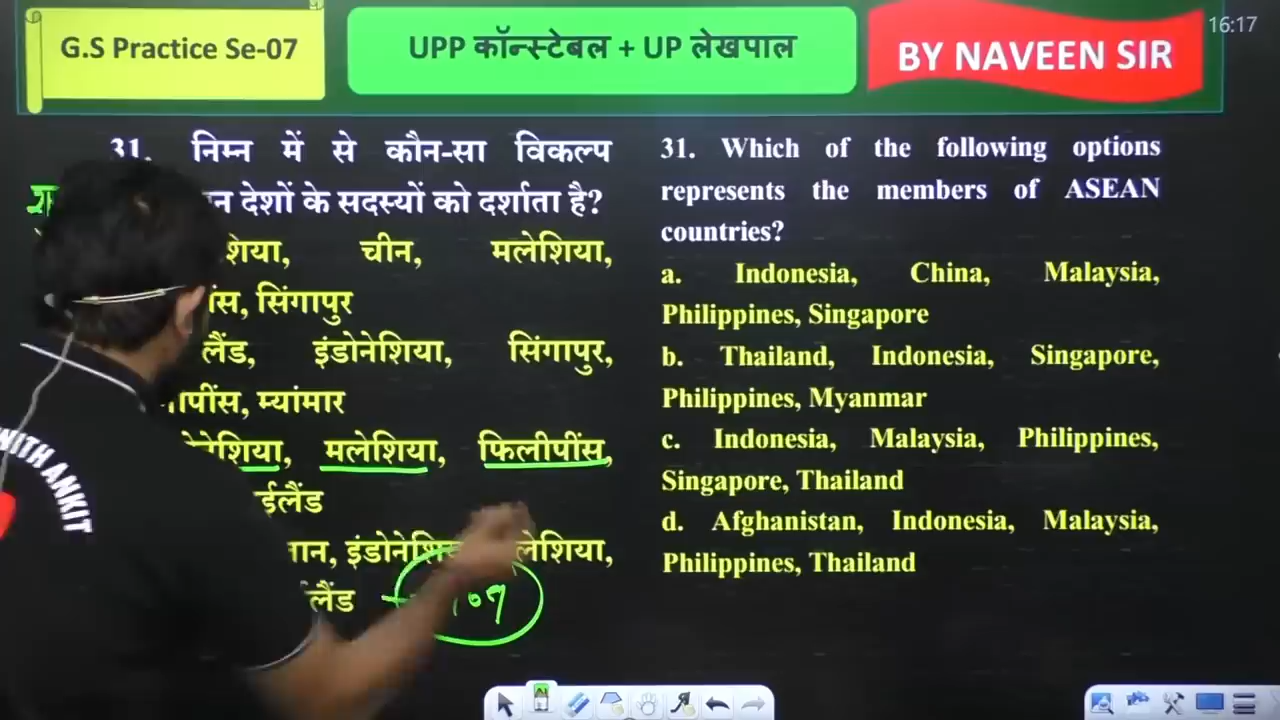 G.S Practice Se-07
UPP कॉन्स्टेबल + UP लेखपाल
BY NAVEEN SIR
16:17
31. निम्न में से कौन-सा विकल्प
देशों के सदस्यों को दर्शाता है?
चीन, मलेशिया,
सिंगापुर
इंडोनेशिया, सिंगापुर,
म्यांमार
मलेशिया, फिलीपींस,
31. Which of the following options
represents the members of ASEAN
countries?
a. Indonesia, China, Malaysia,
Philippines, Singapore
b. Thailand, Indonesia, Singapore,
Philippines, Myanmar
c. Indonesia, Malaysia, Philippines,
Singapore, Thailand
d. Afghanistan, Indonesia, Malaysia,
Philippines, Thailand
WITH ANKIT